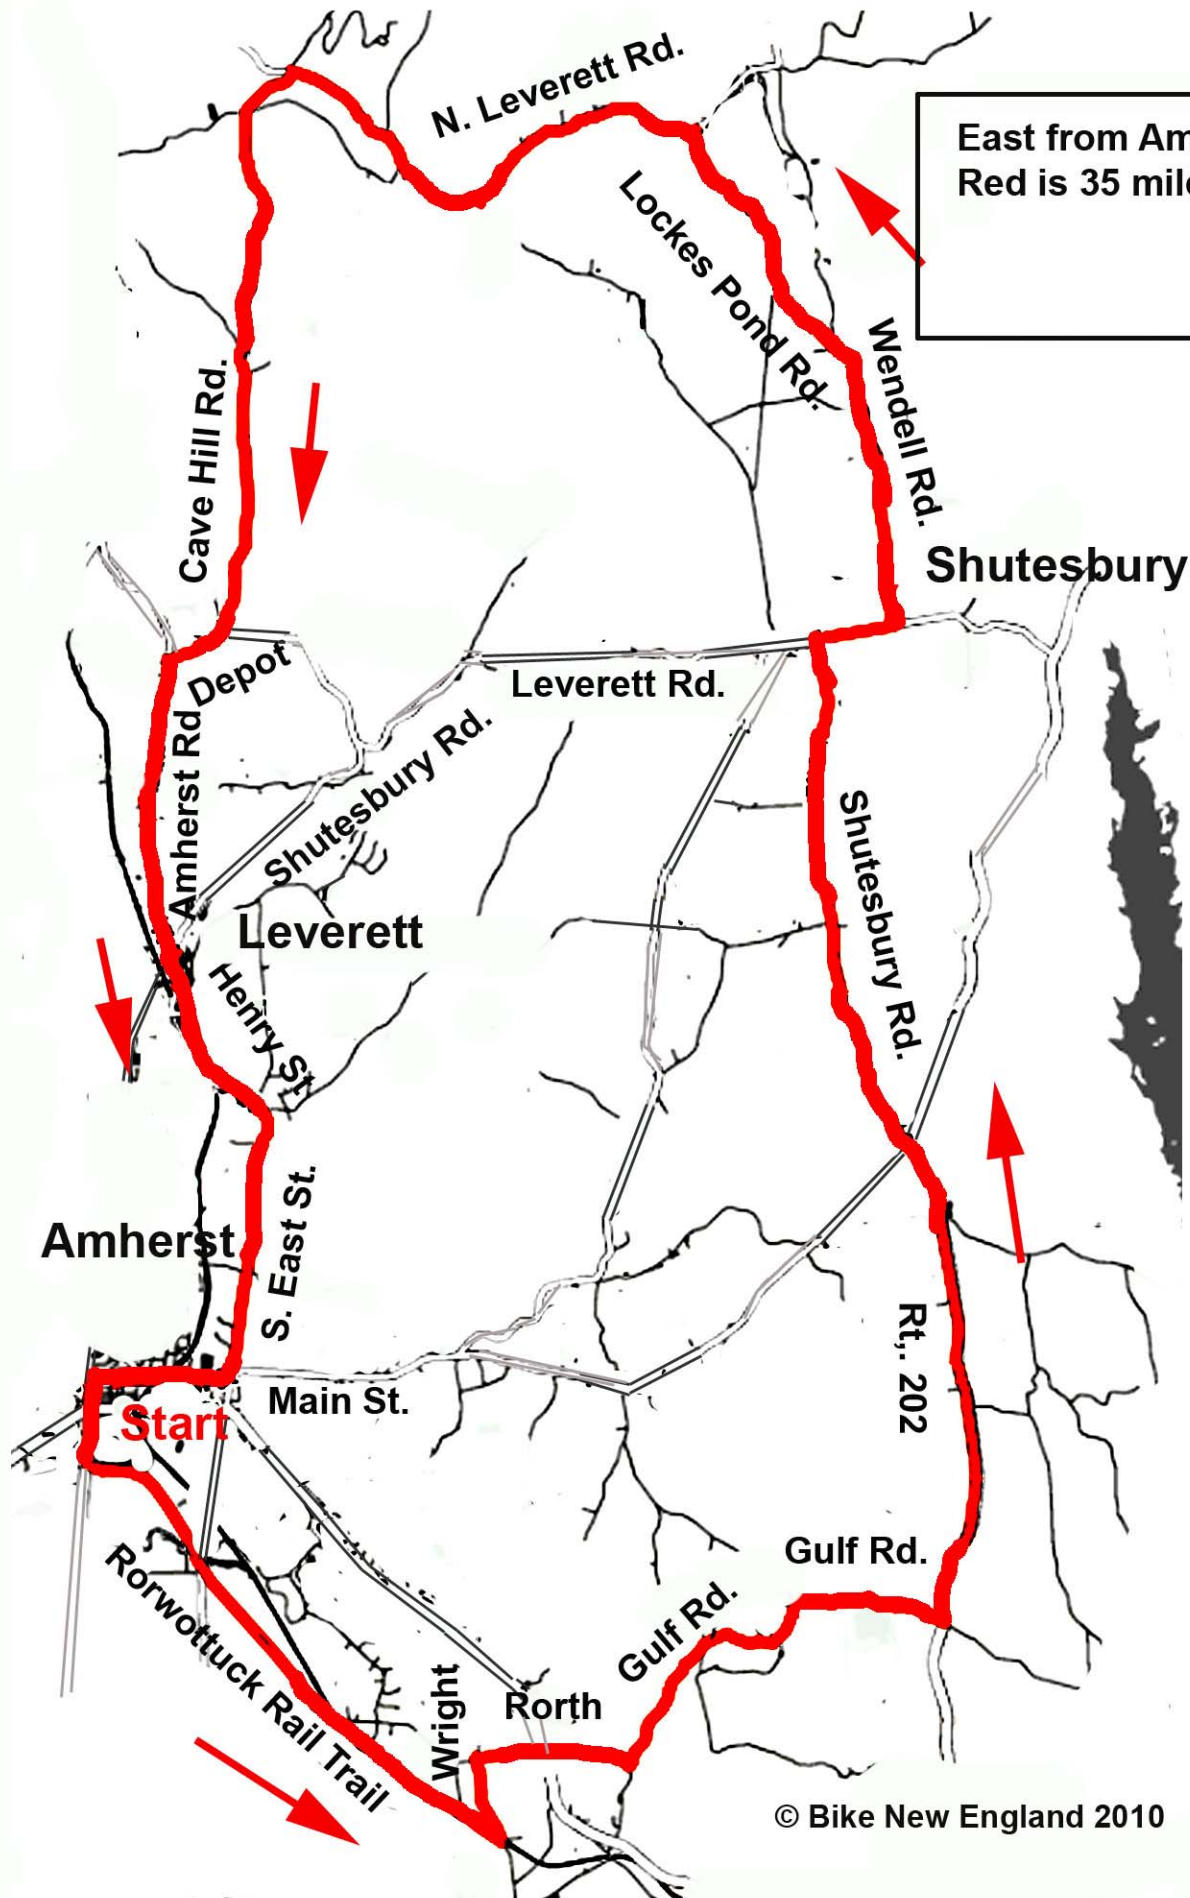 N. Leverett Rd.
East from Am
Red is 35 mile
Lockes Pond Rd.
Wendell Rd.
Cave Hill Rd.
Shutesbury
Depot
Leverett Rd.
Amherst Rd
Shutesbury Rd.
Shutesbury Rd.
Leverett
Henry St.
Amherst
S. East St.
Rt,. 202
Main St.
Start
Gulf Rd.
Gulf Rd.
Rorwottuck Rail Trail
Wright
Rorth
© Bike New England 2010